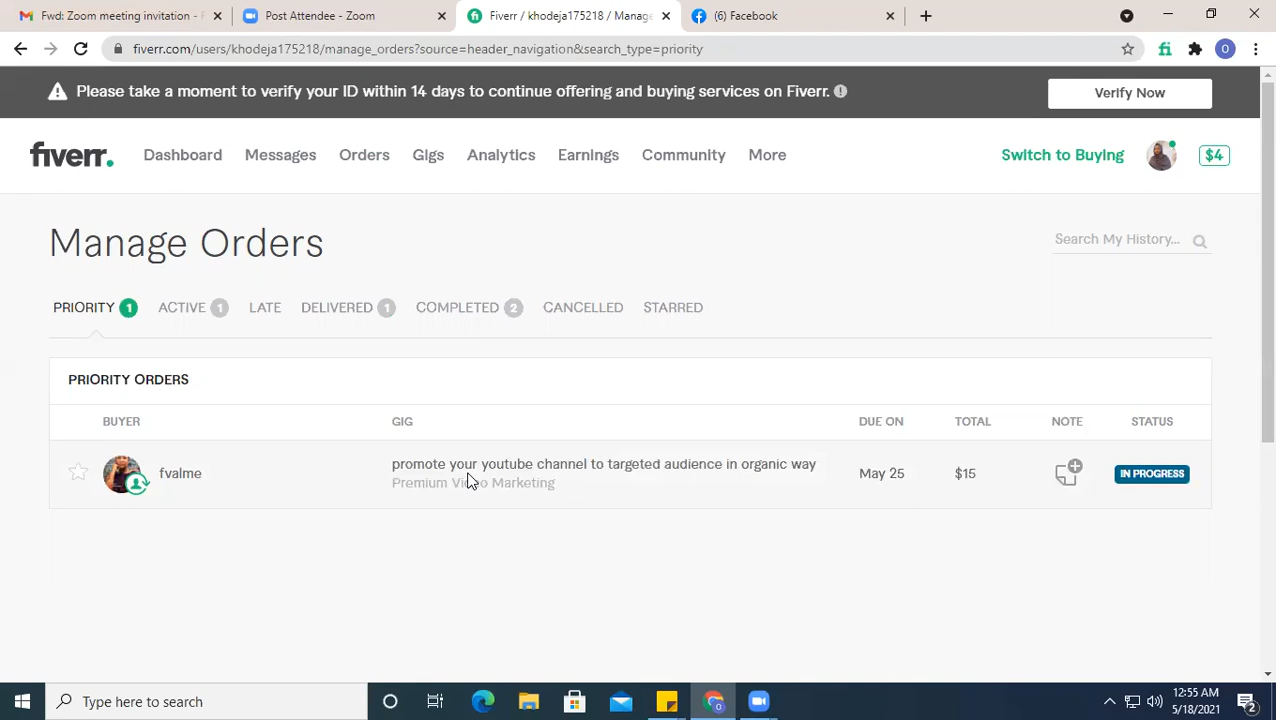 Fwd: Zoom meeting invitation -
Post Attendee - Zoom
Fiverr / khodeja175218 / Manage
(6) Facebook
fiverr.com/users/khodeja175218/manage_orders?source=header_navigation&search_type=priority
O
Please take a moment to verify your ID within 14 days to continue offering and buying services on Fiverr.
Verify Now
fiverr.
Dashboard
Messages
Orders
Gigs
Analytics
Earnings
Community
More
Switch to Buying
$4
Manage Orders
Search My History...
PRIORITY 1
ACTIVE 1
LATE
DELIVERED 1
COMPLETED 2
CANCELLED
STARRED
PRIORITY ORDERS
BUYER
GIG
DUE ON
TOTAL
NOTE
STATUS
fvalme
promote your youtube channel to targeted audience in organic way
Premium Video Marketing
May 25
$15
IN PROGRESS
Type here to search
12:55 AM
5/18/2021
2